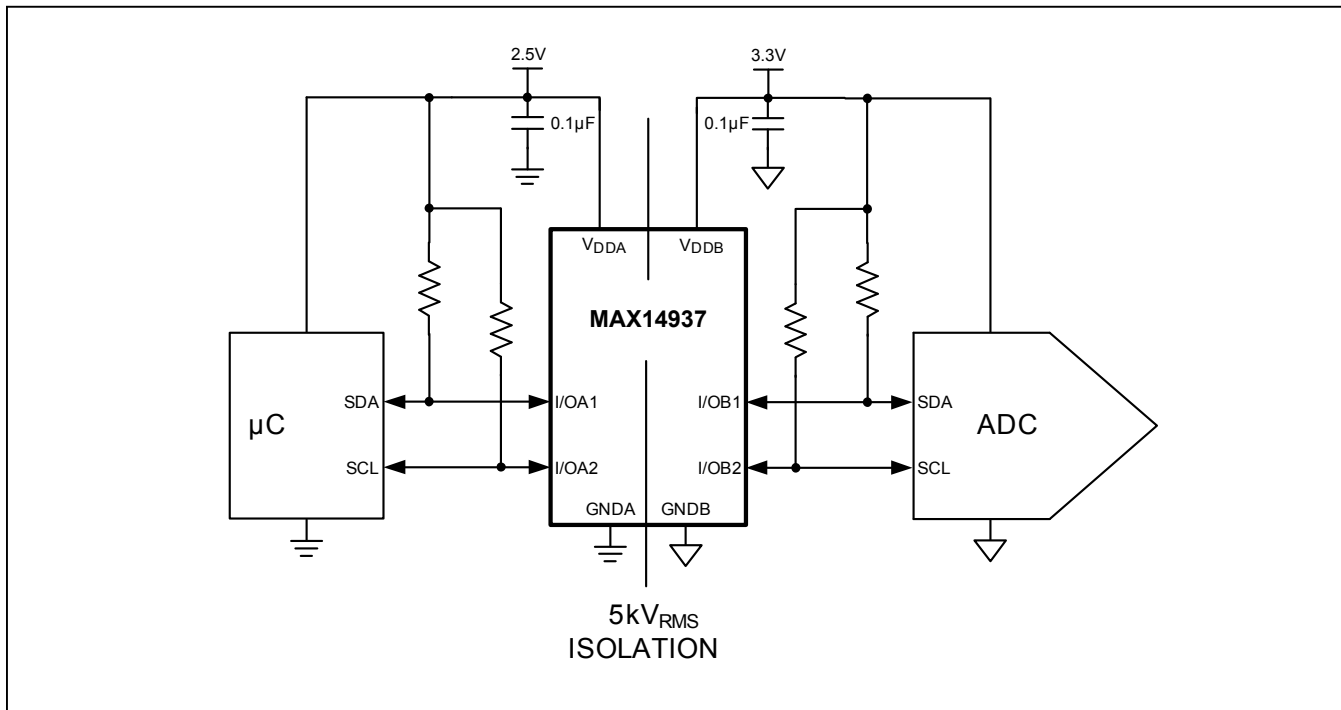 2.5V
3.3V
0.1µF
0.1µF
VDDA
VDDB
MAX14937
µC
SDA
I/OA1
I/OB1
SDA
ADC
SCL
I/OA2
I/OB2
SCL
GNDA
GNDB
5kVRMS
ISOLATION